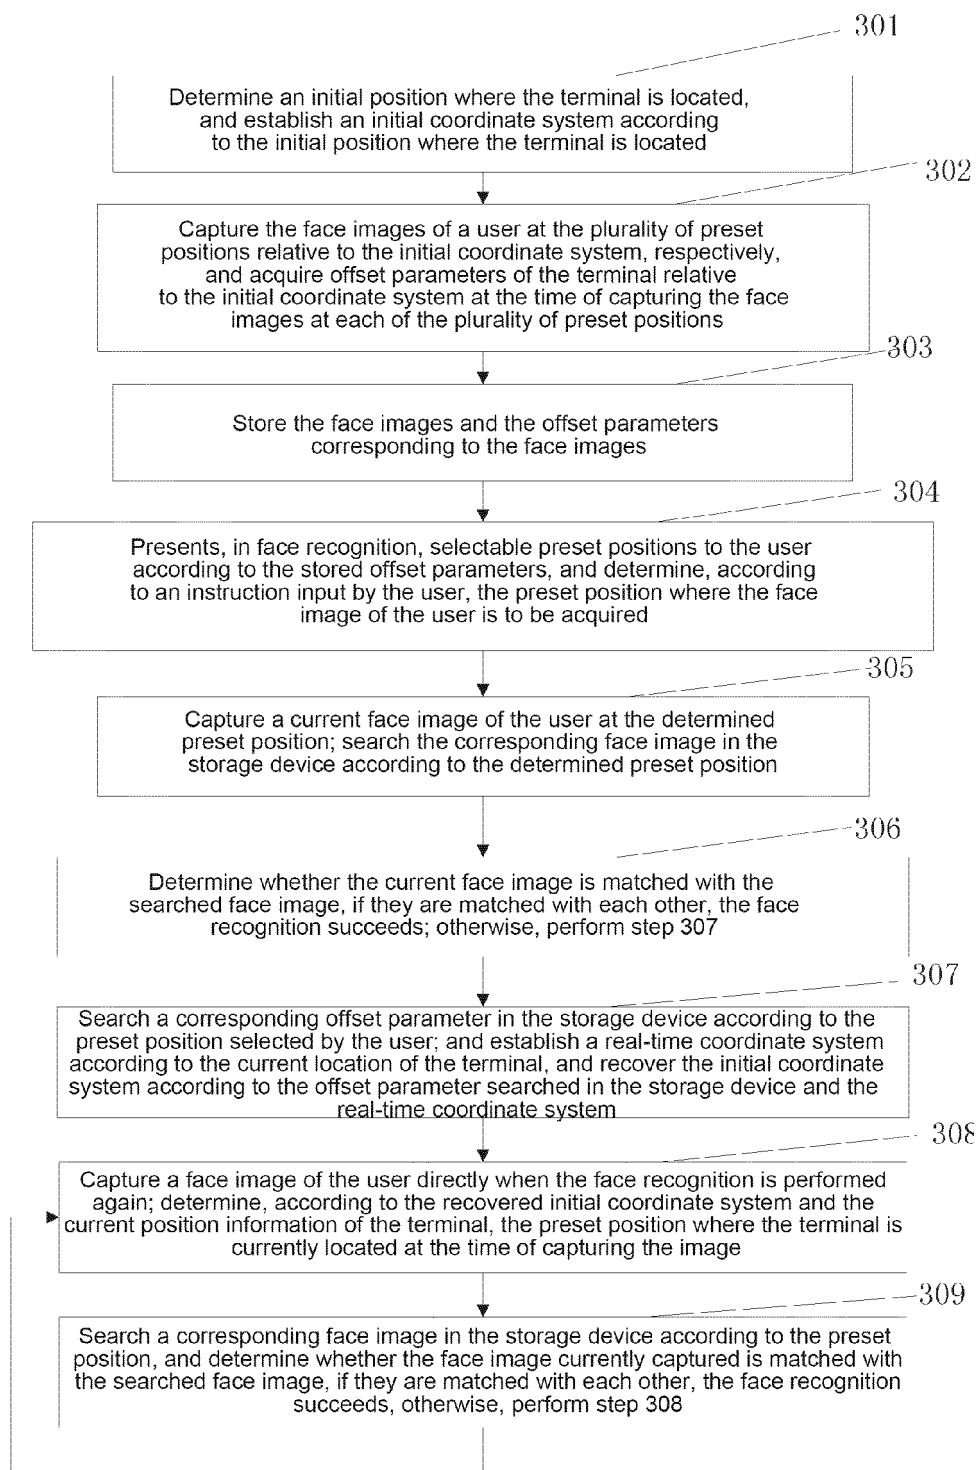 301
Determine an initial position where the terminal is located,
and establish an initial coordinate system according
to the initial position where the terminal is located
302
Capture the face images of a user at the plurality of preset
positions relative to the initial coordinate system, respectively,
and acquire offset parameters of the terminal relative
to the initial coordinate system at the time of capturing the face
images at each of the plurality of preset positions
303
Store the face images and the offset parameters
corresponding to the face images
304
Presents, in face recognition, selectable preset positions to the user
according to the stored offset parameters, and determine, according
to an instruction input by the user, the preset position where the face
image of the user is to be acquired
305
Capture a current face image of the user at the determined
preset position; search the corresponding face image in the
storage device according to the determined preset position
306
Determine whether the current face image is matched with the
searched face image, if they are matched with each other, the face
recognition succeeds; otherwise, perform step 307
307
Search a corresponding offset parameter in the storage device according to the
preset position selected by the user; and establish a real-time coordinate system
according to the current location of the terminal, and recover the initial coordinate
system according to the offset parameter searched in the storage device and the
real-time coordinate system
308
Capture a face image of the user directly when the face recognition is performed
again; determine, according to the recovered initial coordinate system and the
current position information of the terminal, the preset position where the terminal is
currently located at the time of capturing the image
309
Search a corresponding face image in the storage device according to the preset
position, and determine whether the face image currently captured is matched with
the searched face image, if they are matched with each other, the face recognition
succeeds, otherwise, perform step 308